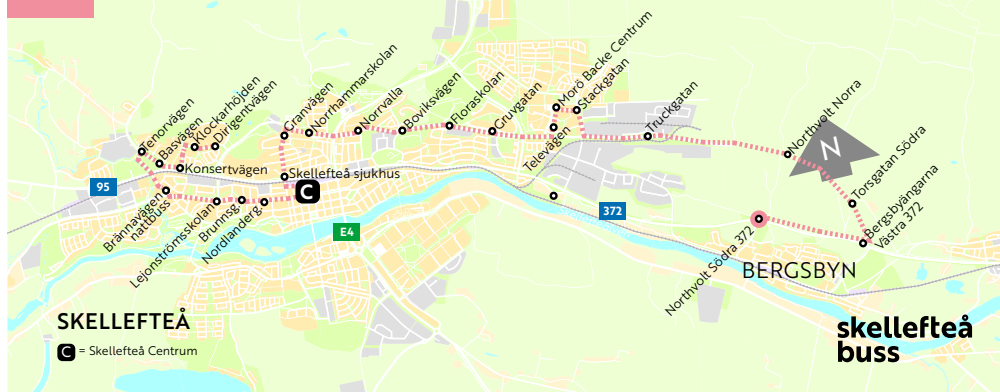 Tenorvägen
Basvägen
Klockarhöjden
Dirigentvägen
Konsertvägen
Granvägen
Norrhammarskolan
Norrvalla
Boviksvägen
Floraskolan
Gruvgatan
Morö Backe Centrum
Stackgatan
Televägen
Truckgatan
Northvolt Norra
N
Torsgatan Södra
Bergsbyängarna
Västra 372
Northvolt Södra 372
Skellefteå sjukhus
C
95
Brännavägen
nattbuss
Lejonströmsskolan
Brunnsg
Nordlanderg
E4
372
BERGSBYN
SKELLEFTEÅ
C = Skellefteå Centrum
skellefteå
buss